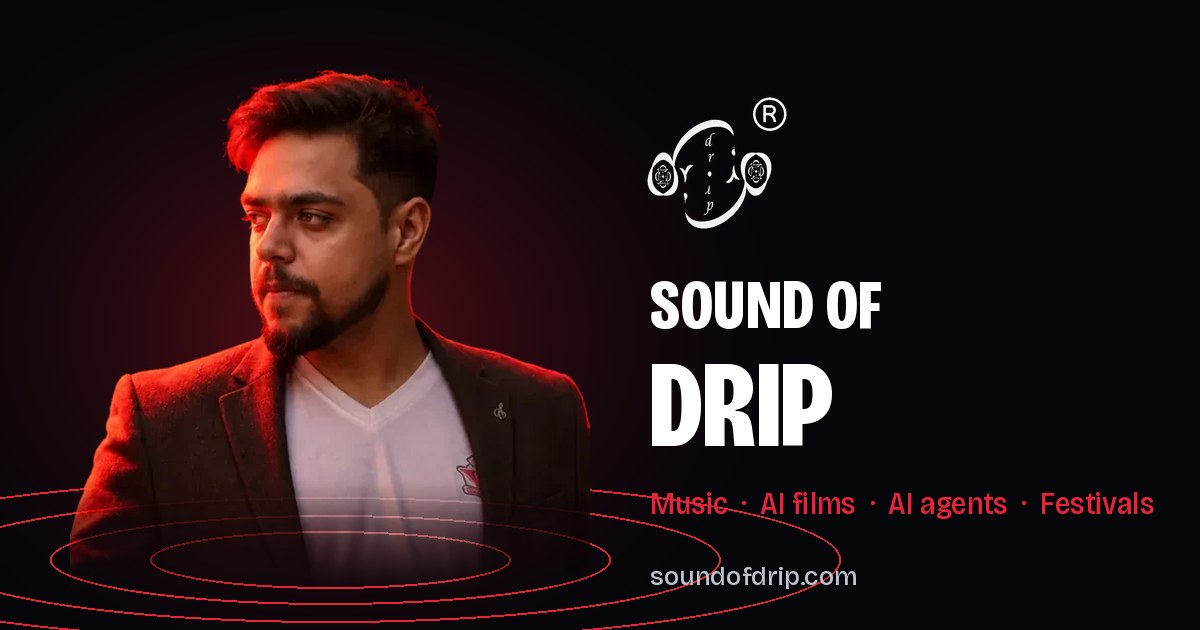 ®
d
r
i
p
SOUND OF
DRIP
Music · AI films · AI agents · Festivals
soundofdrip.com